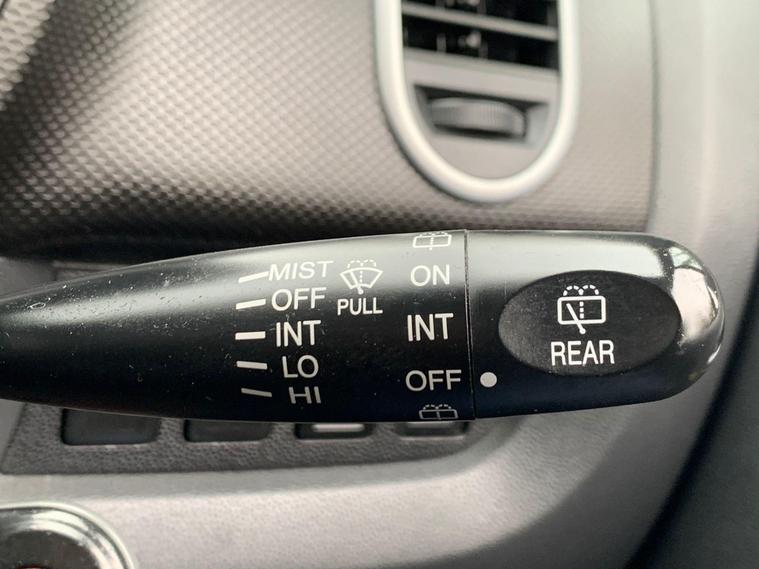 MIST
OFF
INT
LO
HI
PULL
ON
INT
OFF
REAR